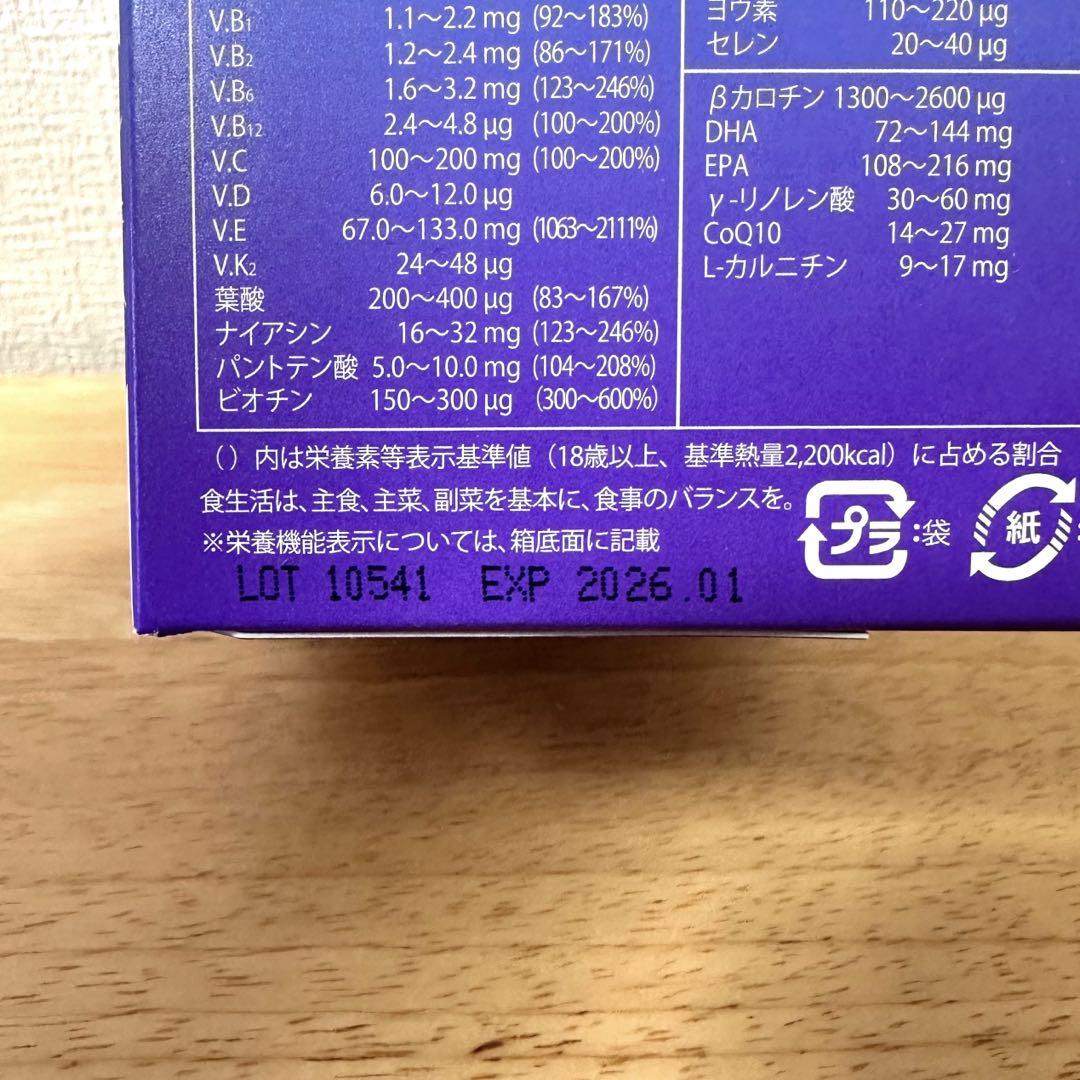 V.B1 1.1～2.2 mg (92～183%)
V.B2 1.2～2.4 mg (86～171%)
V.B6 1.6～3.2 mg (123～246%)
V.B12 2.4～4.8 μg (100～200%)
V.C 100～200 mg (100～200%)
V.D 6.0～12.0 μg
V.E 67.0～133.0 mg (1063～2111%)
V.K2 24～48 μg
葉酸 200～400 μg (83～167%)
ナイアシン 16～32 mg (123～246%)
パントテン酸 5.0～10.0 mg (104～208%)
ビオチン 150～300 μg (300～600%)
ヨウ素 110～220 μg
セレン 20～40 μg
βカロチン 1300～2600 μg
DHA 72～144 mg
EPA 108～216 mg
γ-リノレン酸 30～60 mg
CoQ10 14～27 mg
L-カルニチン 9～17 mg
（）内は栄養素等表示基準値（18歳以上、基準熱量2,200kcal）に占める割合
食生活は、主食、主菜、副菜を基本に、食事のバランスを。
※栄養機能表示については、箱底面に記載
プラ:袋
紙:
LOT 10541 EXP 2026.01